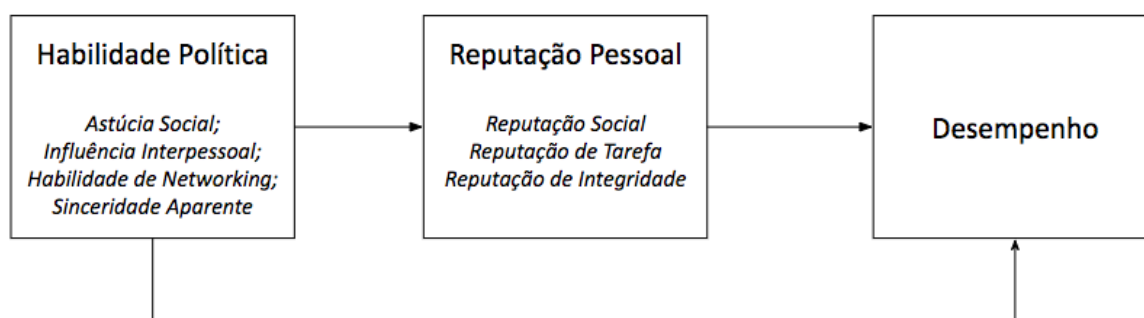 Habilidade Política
Astúcia Social;
Influência Interpessoal;
Habilidade de Networking;
Sinceridade Aparente
Reputação Pessoal
Reputação Social
Reputação de Tarefa
Reputação de Integridade
Desempenho